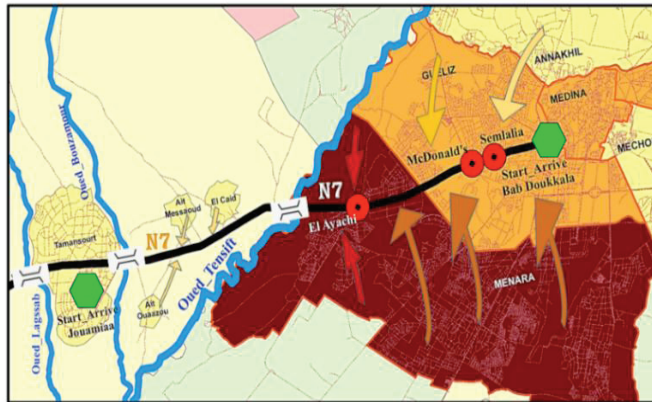 ANNAKHIL
GUELIZ
MEDINA
Semlalia
McDonald's
MECHO
Start_Arrive
Bab Doukkala
N7
El Ayachi
MENARA
Oued_Bouzamour
Ait
Messaoud
El Caid
Tamansourt
N7
Oued_Tensift
Ait
Ouazzou
Start_Arrive
Jouamiaa
Oued_Lagssab